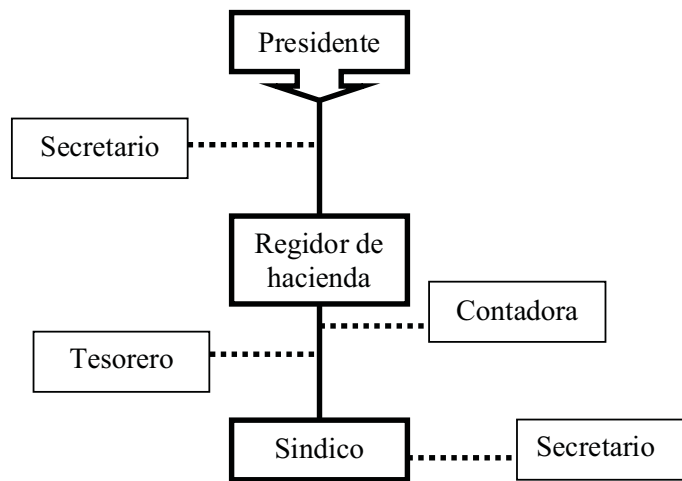 Presidente
Secretario
Regidor de
hacienda
Contadora
Tesorero
Sindico
Secretario